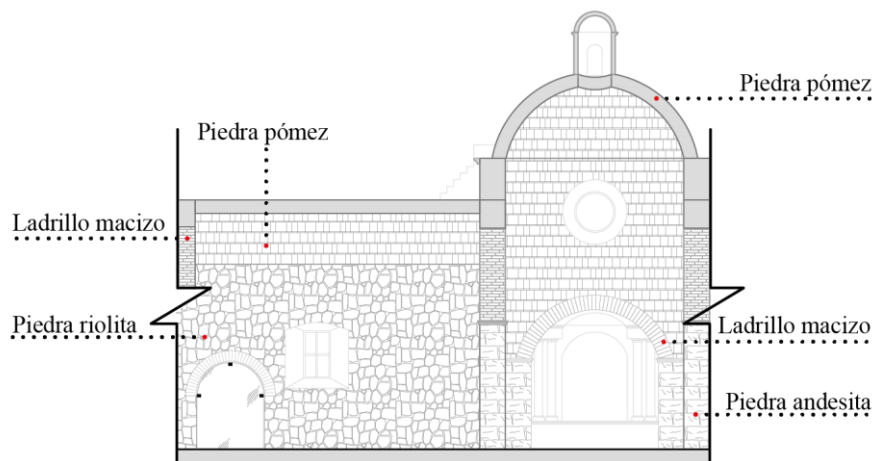 Piedra pómez
Piedra pómez
Ladrillo macizo
Piedra riolita
Ladrillo macizo
Piedra andesita